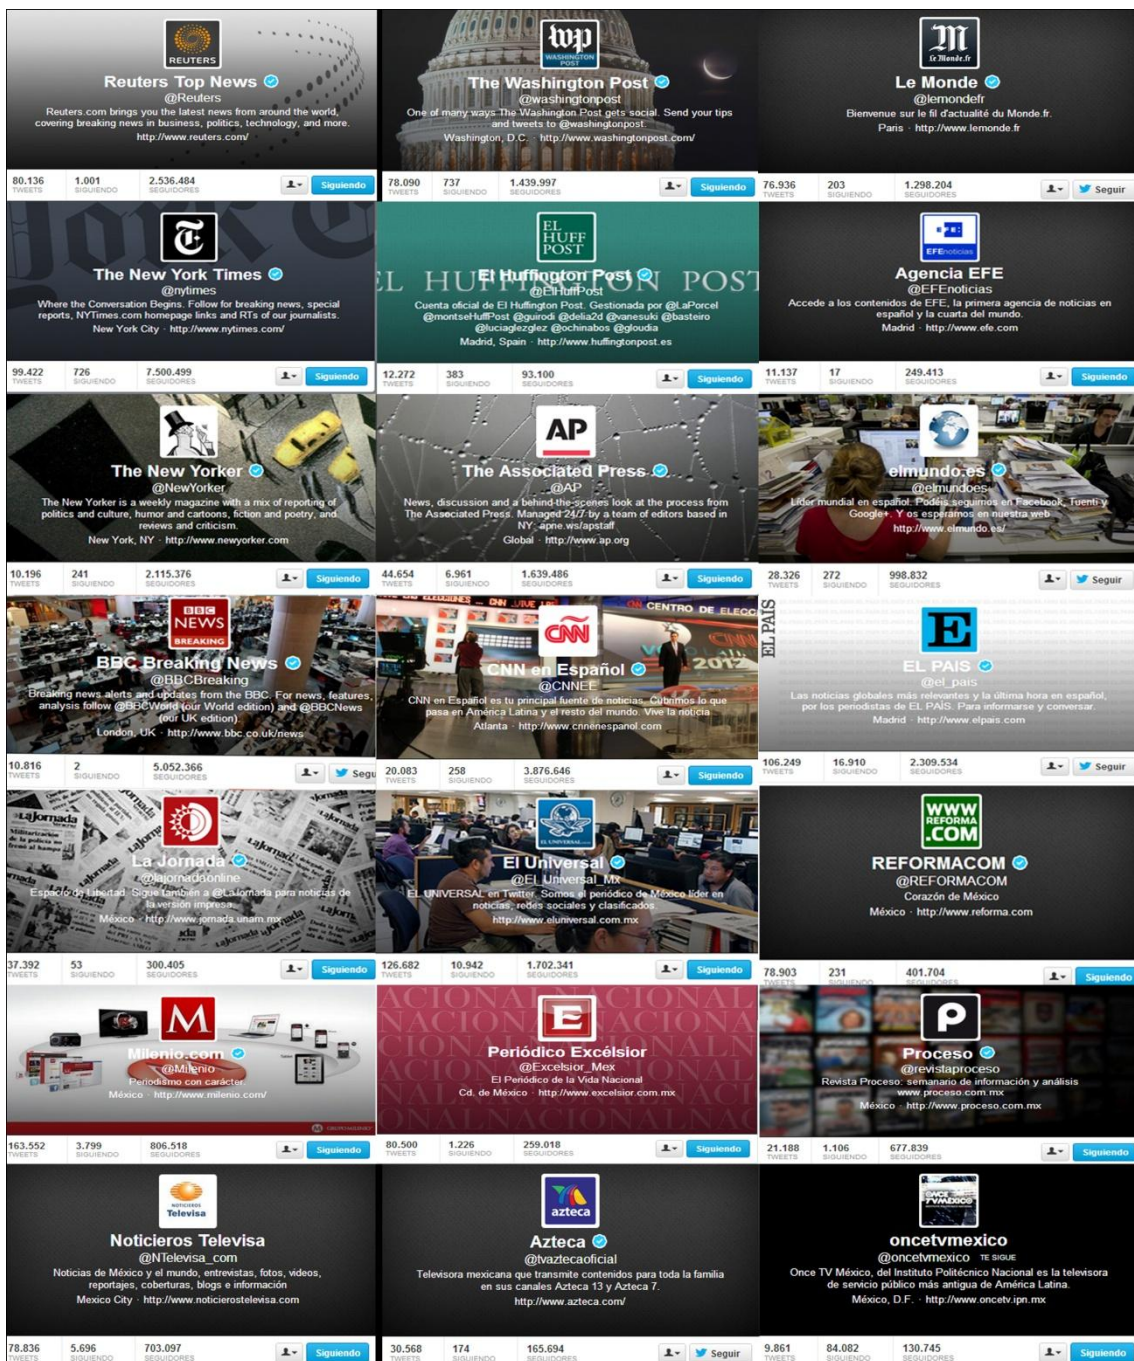 REUTERS
Reuters Top News
@Reuters
Reuters.com brings you the latest news from around the world,
covering breaking news in business, politics, technology, and more.
http://www.reuters.com/
80.136 1.001 2.536.484
TWEETS SIGUIENDO SEGUIDORES
Siguiendo
wp
WASHINGTON
POST
The Washington Post
@washingtonpost
One of many ways The Washington Post gets social. Send your tips
and tweets to @washingtonpost.
Washington, D.C. · http://www.washingtonpost.com/
78.090 737 1.439.997
TWEETS SIGUIENDO SEGUIDORES
Siguiendo
M
Le Monde.fr
Le Monde
@lemondefr
Bienvenue sur le fil d'actualité du Monde.fr.
Paris · http://www.lemonde.fr
76.936 203 1.298.204
TWEETS SIGUIENDO SEGUIDORES
Seguir
The New York Times
@nytimes
Where the Conversation Begins. Follow for breaking news, special
reports, NYTimes.com homepage links and RTs of our journalists.
New York City · http://www.nytimes.com/
99.422 726 7.500.499
TWEETS SIGUIENDO SEGUIDORES
Siguiendo
EL
HUFF
POST
EL HUFFINGTON POST
El Huffington Post
@ElHuffPost
Cuenta oficial de El Huffington Post. Gestionada por @LaPorcel
@montseHuffPost @guirodi @delia2d @vanesuki @basteiro
@luciaglezglez @ochinabos @gloudia
Madrid, Spain · http://www.huffingtonpost.es
12.272 383 93.100
TWEETS SIGUIENDO SEGUIDORES
Siguiendo
EFE:
EFEnoticias
Agencia EFE
@EFEnoticias
Accede a los contenidos de EFE, la primera agencia de noticias en
español y la cuarta del mundo.
Madrid · http://www.efe.com
11.137 17 249.413
TWEETS SIGUIENDO SEGUIDORES
Siguiendo
The New Yorker
@NewYorker
The New Yorker is a weekly magazine with a mix of reporting of
politics and culture, humor and cartoons, fiction and poetry, and
reviews and criticism.
New York, NY · http://www.newyorker.com
10.196 241 2.115.376
TWEETS SIGUIENDO SEGUIDORES
Siguiendo
AP
The Associated Press
@AP
News, discussion and a behind-the-scenes look at the process from
The Associated Press. Managed 24/7 by a team of editors based in
NY: apne.ws/apstaff
Global · http://www.ap.org
44.654 6.961 1.639.486
TWEETS SIGUIENDO SEGUIDORES
Siguiendo
elmundo.es
@elmundoes
Líder mundial en español. Podéis seguirnos en Facebook, Tuenti y
Google+. Y os esperamos en nuestra web
http://www.elmundo.es/
28.326 272 998.832
TWEETS SIGUIENDO SEGUIDORES
Seguir
BBC
NEWS
BREAKING
BBC Breaking News
@BBCBreaking
Breaking news alerts and updates from the BBC. For news, features,
analysis follow @BBCWorld (our World edition) and @BBCNews
(our UK edition).
London, UK · http://www.bbc.co.uk/news
10.816 2 5.052.366
TWEETS SIGUIENDO SEGUIDORES
Segu
CNN
CENTRO DE ELECC
2012
CNN en Español
@CNNEE
CNN en Español es tu principal fuente de noticias. Cubrimos lo que
pasa en América Latina y el resto del mundo. Vive la noticia
Atlanta · http://www.cnnenespanol.com
20.083 258 3.876.646
TWEETS SIGUIENDO SEGUIDORES
Siguiendo
EL PAÍS
E
EL PAIS
@el_pais
Las noticias globales más relevantes y la última hora en español,
por los periodistas de EL PAÍS. Para informarse y conversar.
Madrid · http://www.elpais.com
106.249 16.910 2.309.534
TWEETS SIGUIENDO SEGUIDORES
Seguir
La Jornada
@lajornadaonline
Espacio de Libertad. Sigue también a @LaJornada para noticias de
la versión impresa.
México · http://www.jornada.unam.mx
37.392 53 300.405
TWEETS SIGUIENDO SEGUIDORES
Siguiendo
El Universal
@El_Universal_Mx
EL UNIVERSAL en Twitter. Somos el periódico de México líder en
noticias, redes sociales y clasificados.
http://www.eluniversal.com.mx
126.682 10.942 1.702.341
TWEETS SIGUIENDO SEGUIDORES
Siguiendo
WWW
REFORMA
.COM
REFORMACOM
@REFORMACOM
Corazón de México
México · http://www.reforma.com
78.903 231 401.704
TWEETS SIGUIENDO SEGUIDORES
Siguiendo
M
Milenio.com
@Milenio
Periodismo con carácter.
México · http://www.milenio.com/
163.552 3.799 806.518
TWEETS SIGUIENDO SEGUIDORES
Siguiendo
NACIONAL
E
Periódico Excélsior
@Excelsior_Mex
El Periódico de la Vida Nacional
Cd. de México · http://www.excelsior.com.mx
80.500 1.226 259.018
TWEETS SIGUIENDO SEGUIDORES
Siguiendo
P
Proceso
@revistaproceso
Revista Proceso: semanario de información y análisis
www.proceso.com.mx
México · http://www.proceso.com.mx
21.188 1.106 677.839
TWEETS SIGUIENDO SEGUIDORES
Siguiendo
NOTICIEROS
Televisa
Noticieros Televisa
@NTelevisa_com
Noticias de México y el mundo, entrevistas, fotos, videos,
reportajes, coberturas, blogs e información
Mexico City · http://www.noticierostelevisa.com
78.836 5.696 703.097
TWEETS SIGUIENDO SEGUIDORES
Siguiendo
azteca
Azteca
@tvaztecaoficial
Televisora mexicana que transmite contenidos para toda la familia
en sus canales Azteca 13 y Azteca 7.
http://www.azteca.com/
30.568 174 165.694
TWEETS SIGUIENDO SEGUIDORES
Seguir
ONCE
TV MEXICO
oncetvmexico
@oncetvmexico TE SIGUE
Once TV México, del Instituto Politécnico Nacional es la televisora
de servicio público más antigua de América Latina.
México, D.F. · http://www.oncetv.ipn.mx
9.861 84.082 130.745
TWEETS SIGUIENDO SEGUIDORES
Siguiendo